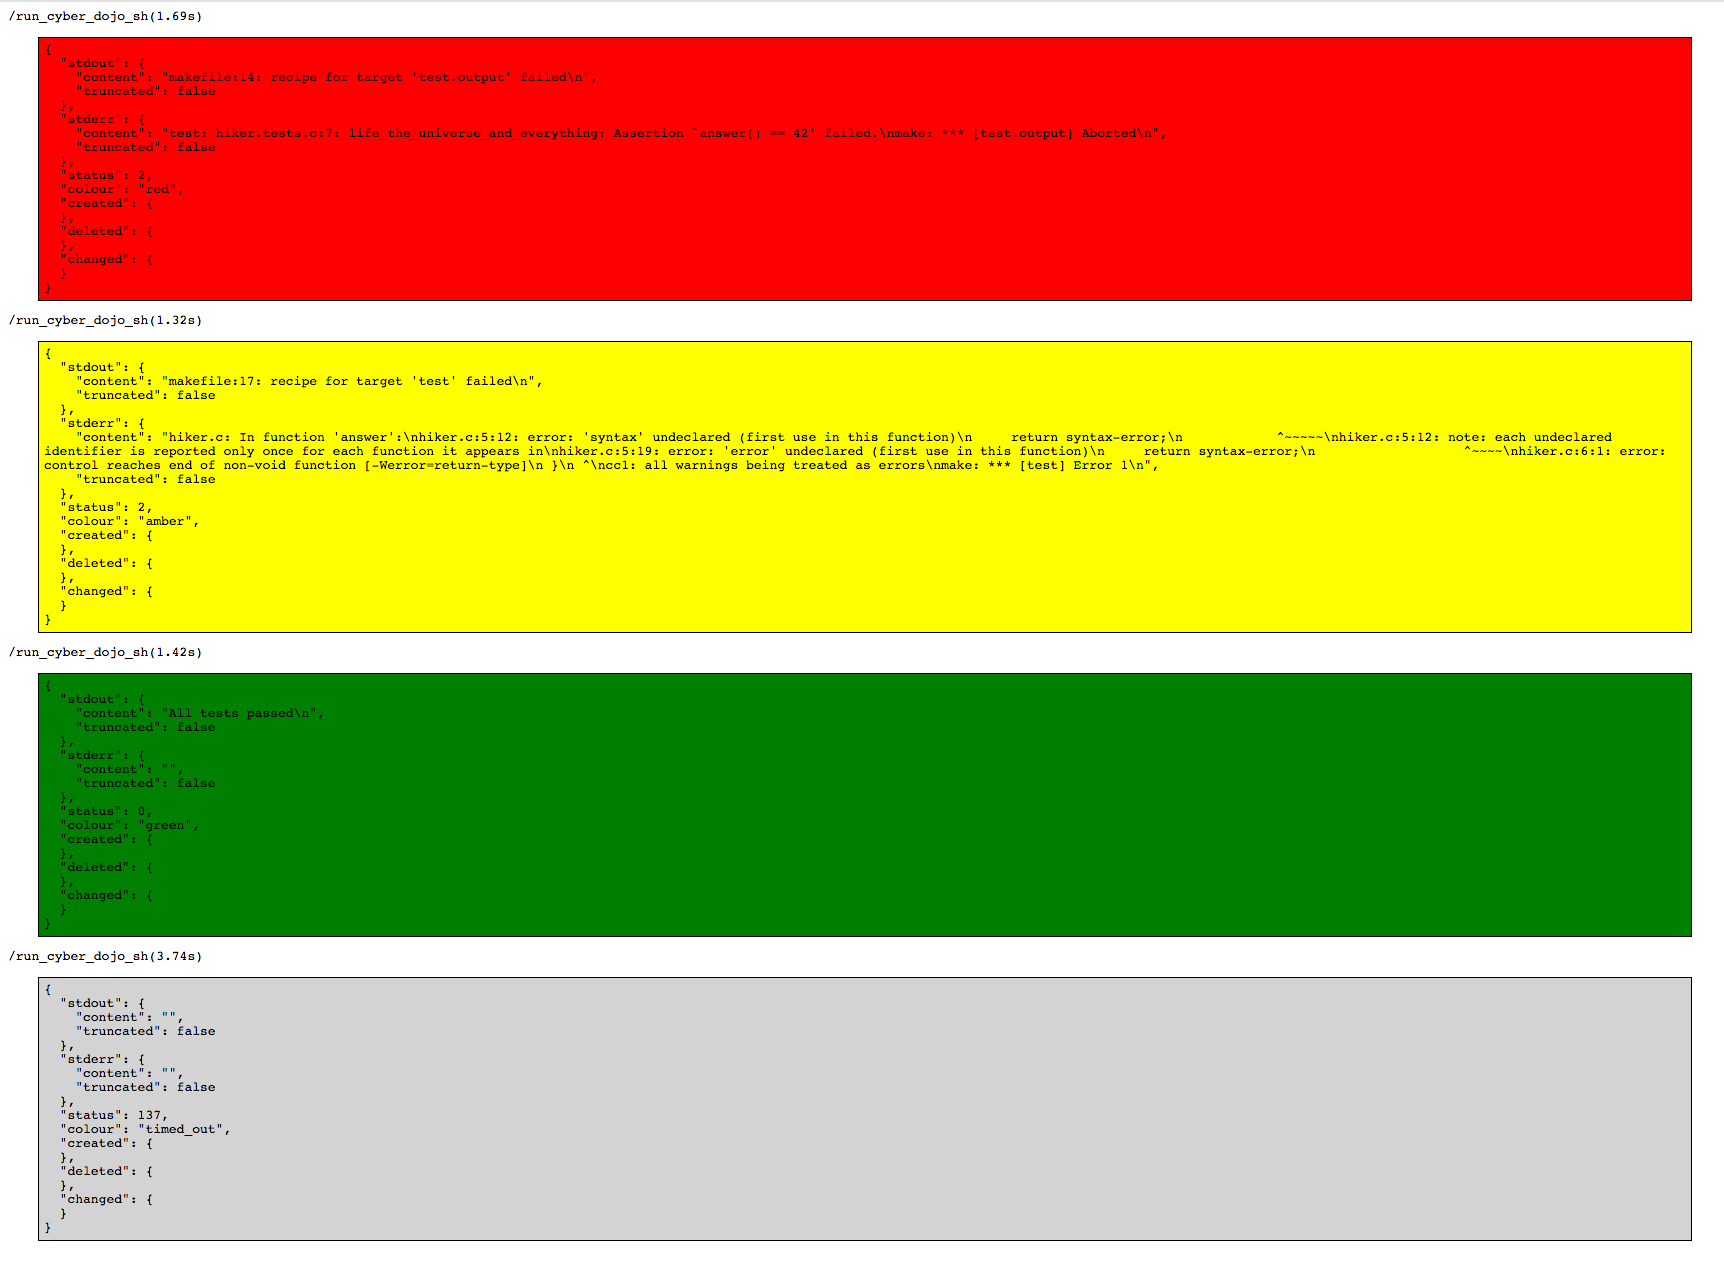 /run_cyber_dojo_sh(1.69s)
{
  "stdout": {
    "content": "makefile:14: recipe for target 'test.output' failed\n",
    "truncated": false
  },
  "stderr": {
    "content": "test: hiker.tests.c:7: life_the_universe_and_everything: Assertion `answer() == 42' failed.\nmake: *** [test.output] Aborted\n",
    "truncated": false
  },
  "status": 2,
  "colour": "red",
  "created": {
  },
  "deleted": {
  },
  "changed": {
  }
}
/run_cyber_dojo_sh(1.32s)
{
  "stdout": {
    "content": "makefile:17: recipe for target 'test' failed\n",
    "truncated": false
  },
  "stderr": {
    "content": "hiker.c: In function 'answer':\nhiker.c:5:12: error: 'syntax' undeclared (first use in this function)\n     return syntax-error;\n            ^~~~~~\nhiker.c:5:12: note: each undeclared
identifier is reported only once for each function it appears in\nhiker.c:5:19: error: 'error' undeclared (first use in this function)\n     return syntax-error;\n                   ^~~~~\nhiker.c:6:1: error:
control reaches end of non-void function [-Werror=return-type]\n }\n ^\ncc1: all warnings being treated as errors\nmake: *** [test] Error 1\n",
    "truncated": false
  },
  "status": 2,
  "colour": "amber",
  "created": {
  },
  "deleted": {
  },
  "changed": {
  }
}
/run_cyber_dojo_sh(1.42s)
{
  "stdout": {
    "content": "All tests passed\n",
    "truncated": false
  },
  "stderr": {
    "content": "",
    "truncated": false
  },
  "status": 0,
  "colour": "green",
  "created": {
  },
  "deleted": {
  },
  "changed": {
  }
}
/run_cyber_dojo_sh(3.74s)
{
  "stdout": {
    "content": "",
    "truncated": false
  },
  "stderr": {
    "content": "",
    "truncated": false
  },
  "status": 137,
  "colour": "timed_out",
  "created": {
  },
  "deleted": {
  },
  "changed": {
  }
}